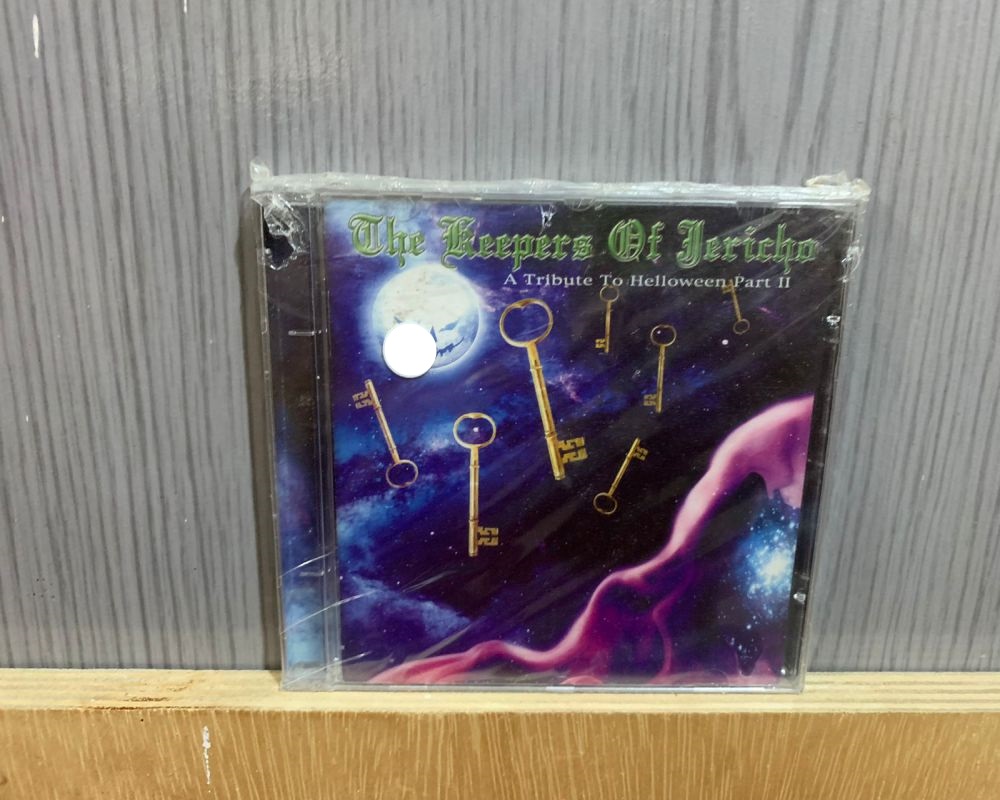 The Keepers Of Jericho
A Tribute To Helloween Part II